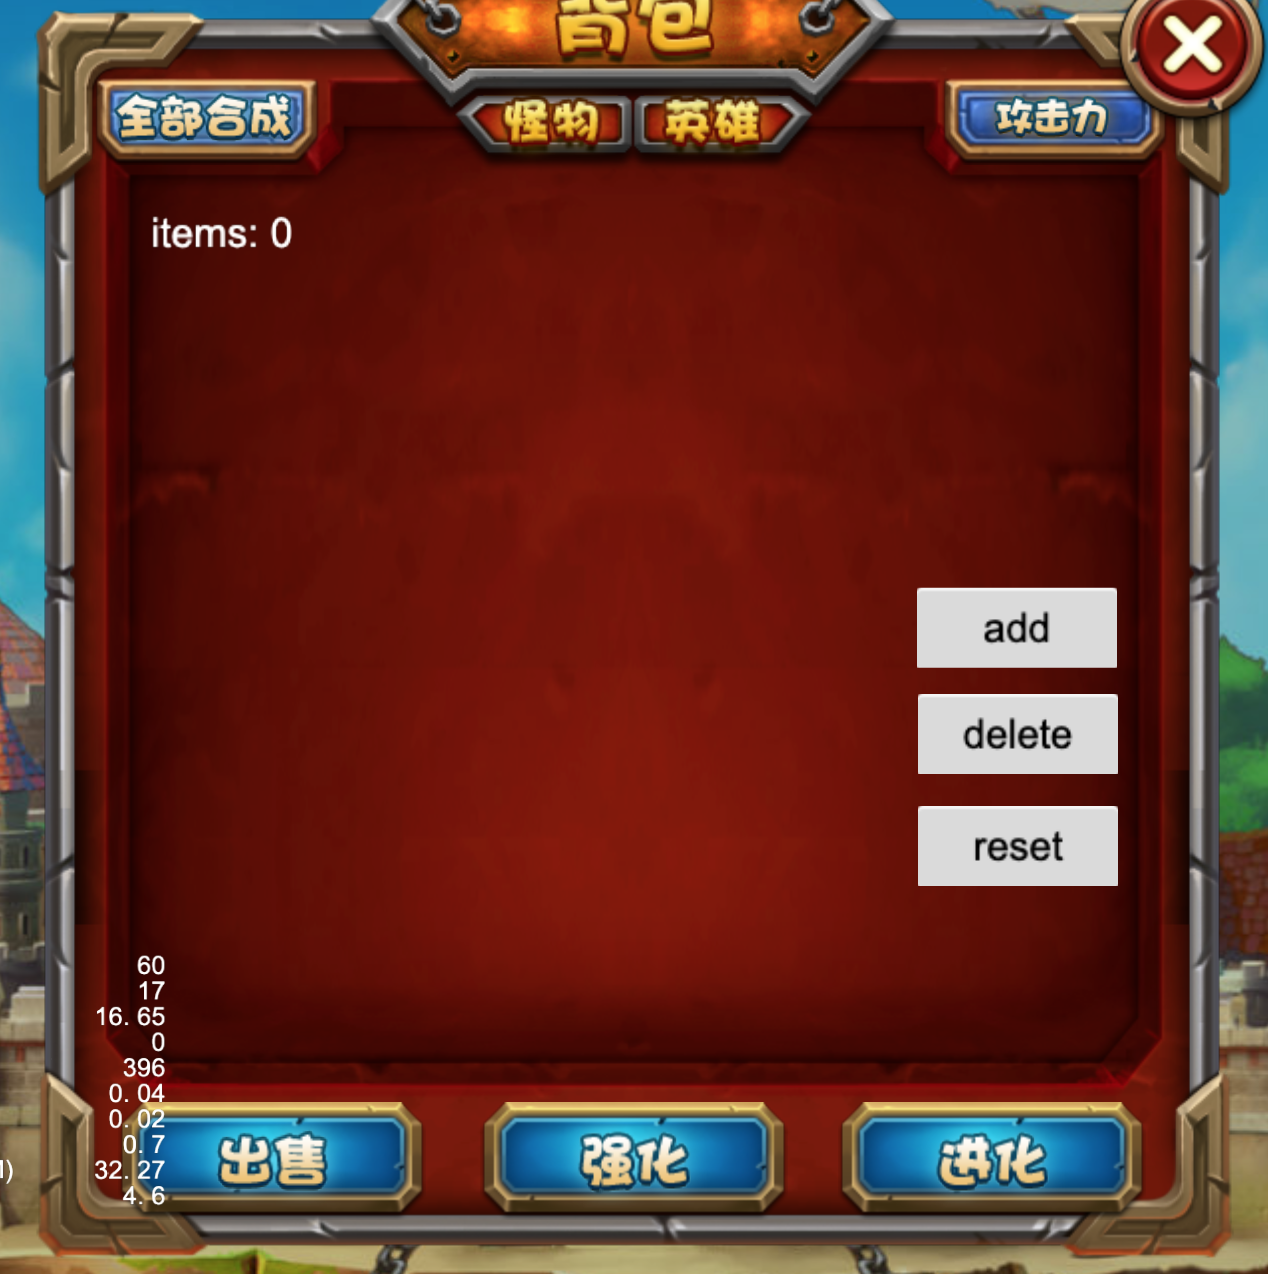 背包
全部合成
怪物
英雄
攻击力
items: 0
add
delete
reset
60
17
16.65
0
396
0.04
0.02
0.7
32.27
4.6
出售
强化
进化